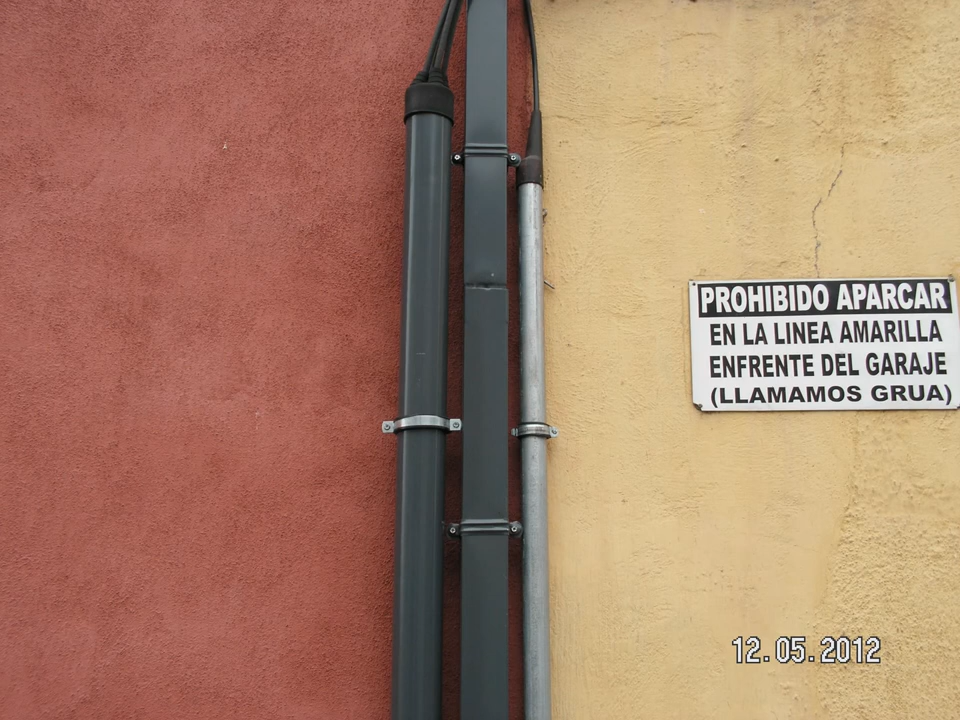 PROHIBIDO APARCAR
EN LA LINEA AMARILLA
ENFRENTE DEL GARAJE
(LLAMAMOS GRUA)
12.05.2012